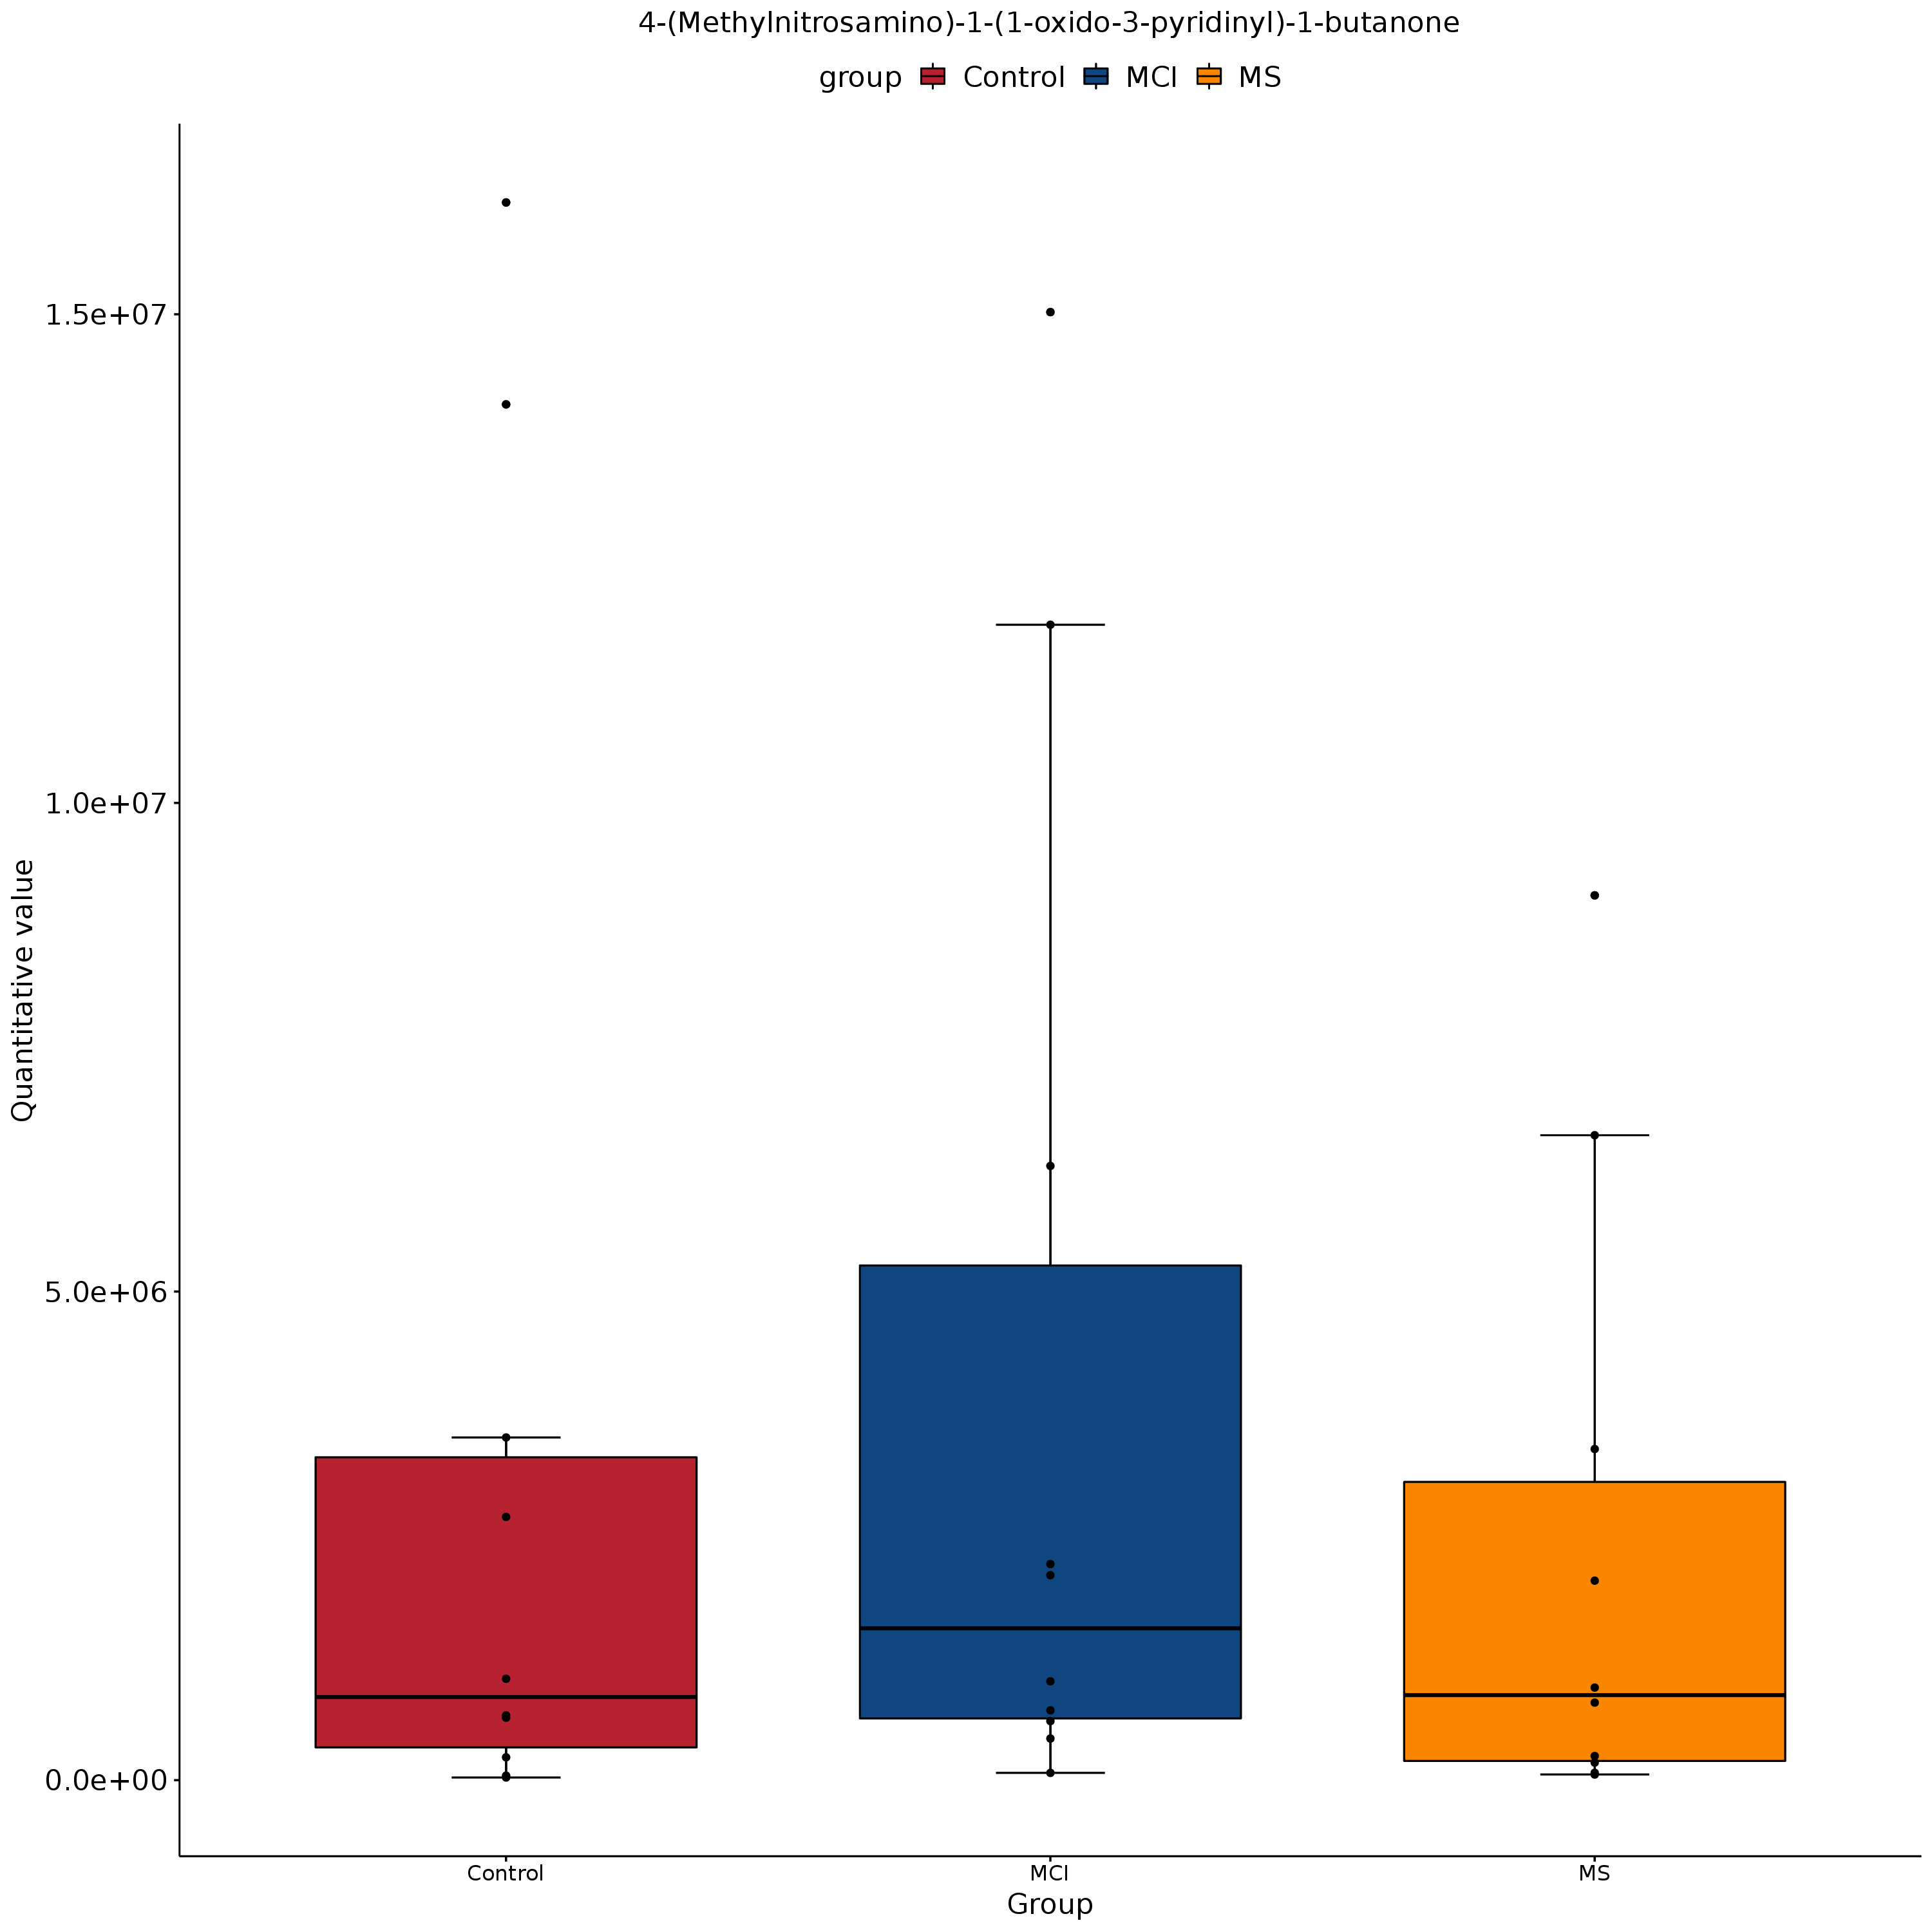 4-(Methylnitrosamino)-1-(1-oxido-3-pyridinyl)-1-butanone
group Control MCI MS
1.5e+07
1.0e+07
5.0e+06
0.0e+00
Quantitative value
Control MCI MS
Group